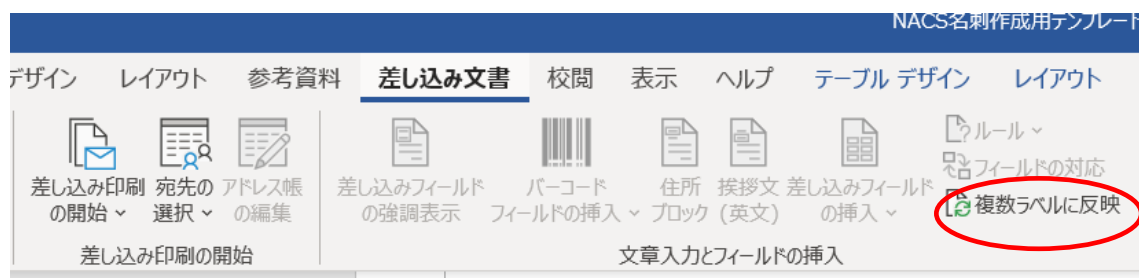 NACS名刺作成用テンプレート
デザイン レイアウト 参考資料 差し込み文書 校閲 表示 ヘルプ テーブル デザイン レイアウト
差し込み印刷
の開始
宛先の
選択
アドレス帳
の編集
差し込み印刷の開始
差し込みフィールド
の強調表示
バーコード
フィールドの挿入
住所
ブロック
挨拶文
(英文)
差し込みフィールド
の挿入
ルール
フィールドの対応
複数ラベルに反映
文章入力とフィールドの挿入